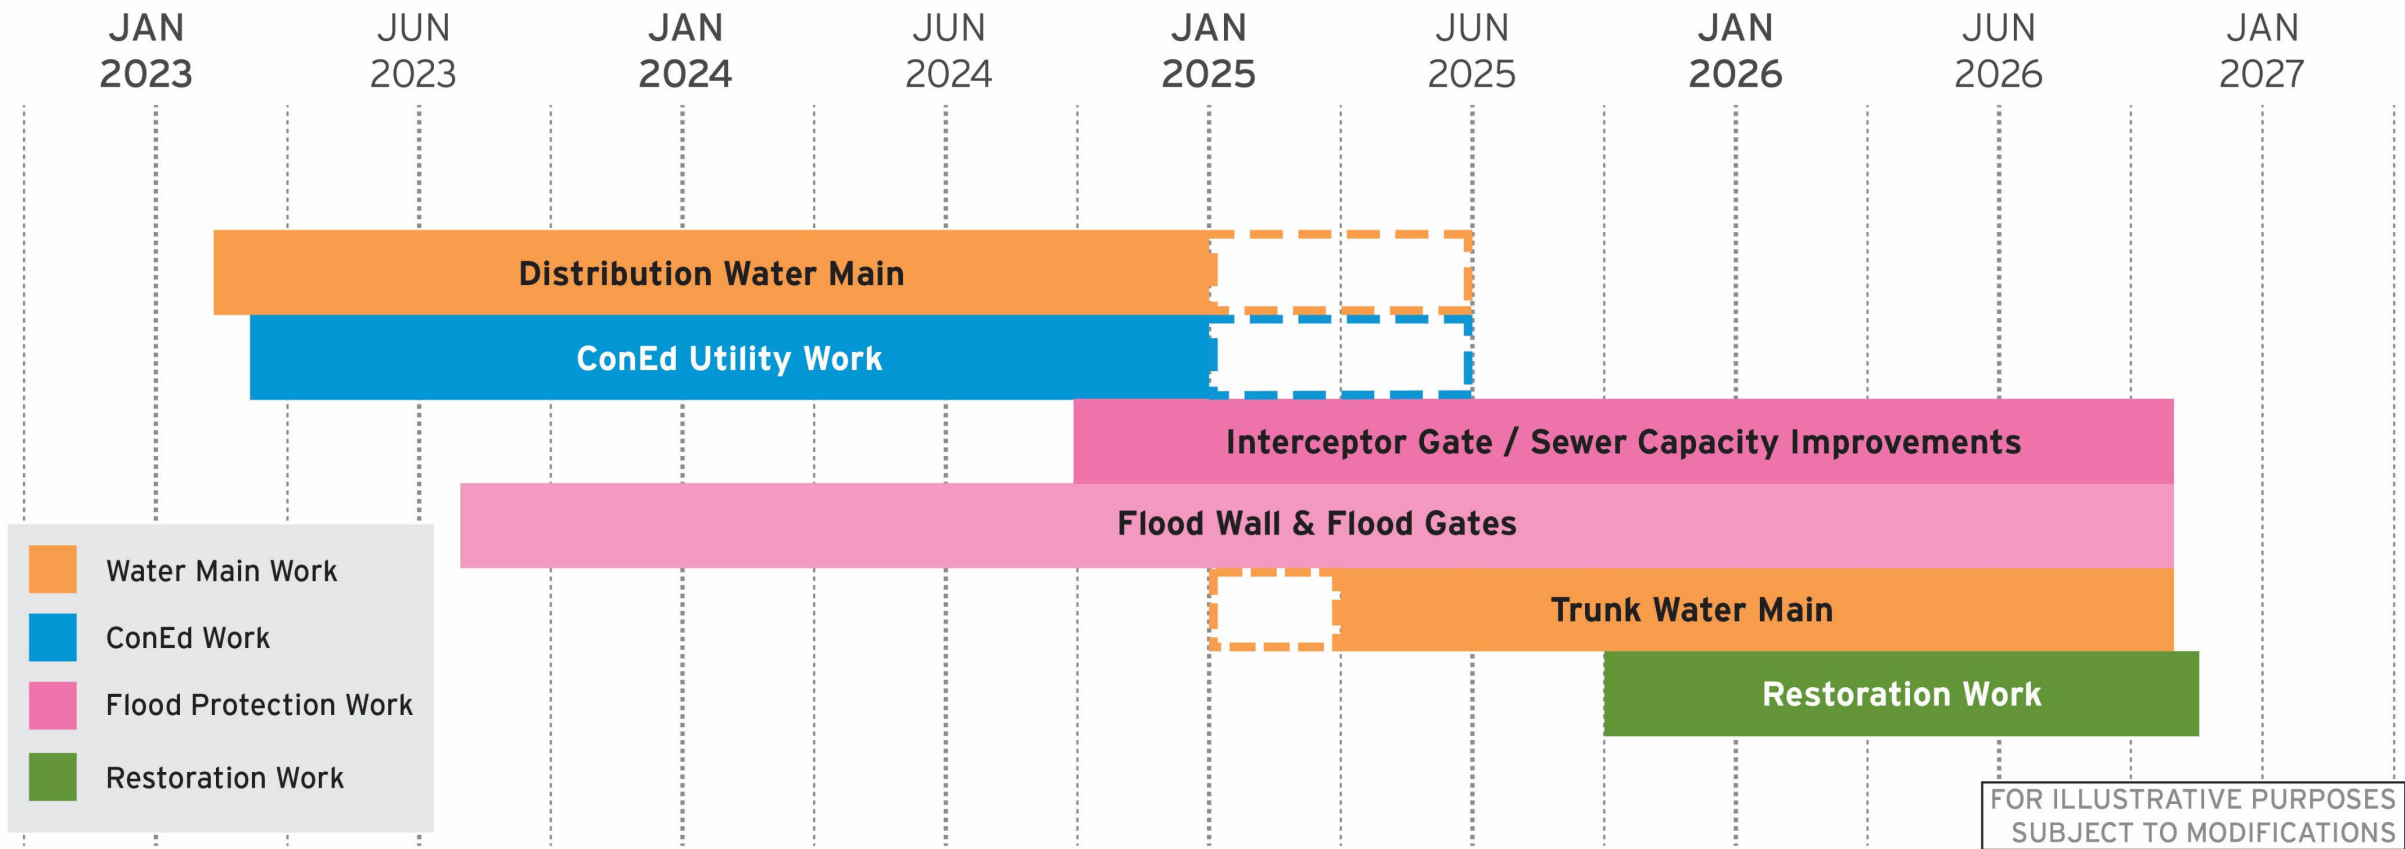 JAN JUN JAN JUN JAN JUN JAN JUN JAN
2023 2023 2024 2024 2025 2025 2026 2026 2027
Distribution Water Main
ConEd Utility Work
Interceptor Gate / Sewer Capacity Improvements
Flood Wall & Flood Gates
Trunk Water Main
Restoration Work
Water Main Work
ConEd Work
Flood Protection Work
Restoration Work
FOR ILLUSTRATIVE PURPOSES
SUBJECT TO MODIFICATIONS